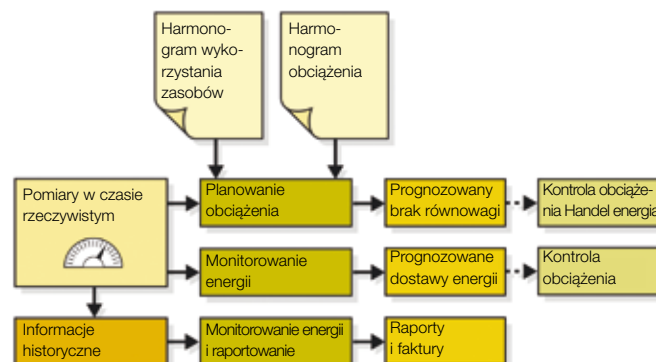 Harmono-
gram wyko-
rzystania
zasobów
Harmo-
nogram
obciążenia
Pomiary w czasie
rzeczywistym
Planowanie
obciążenia
Prognozowany
brak równowagi
Kontrola obciąże-
nia Handel energią
Monitorowanie
energii
Prognozowane
dostawy energii
Kontrola
obciążenia
Informacje
historyczne
Monitorowanie energii
i raportowanie
Raporty
i faktury